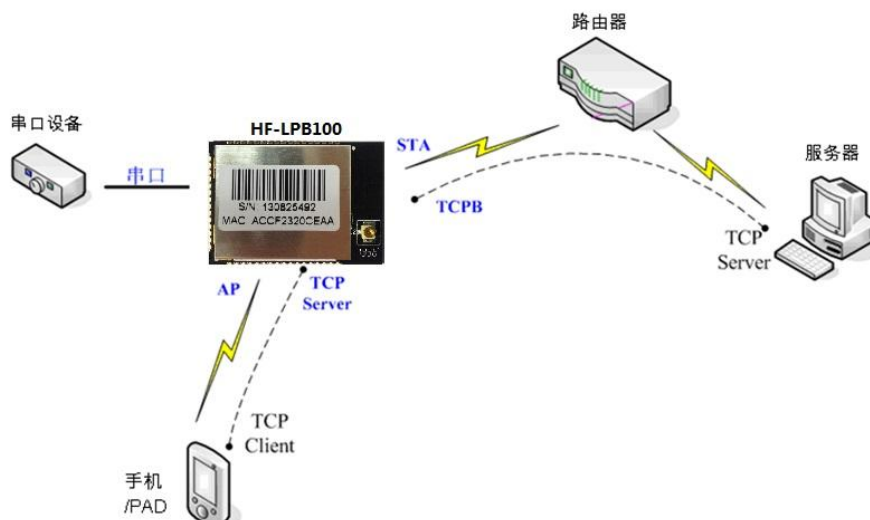 路由器
串口设备
HF-LPB100
STA
服务器
串口
S/N 130825492
MAC ACCF2320CEAA
TCPB
TCP
Server
AP
TCP
Server
TCP
Client
手机
/PAD